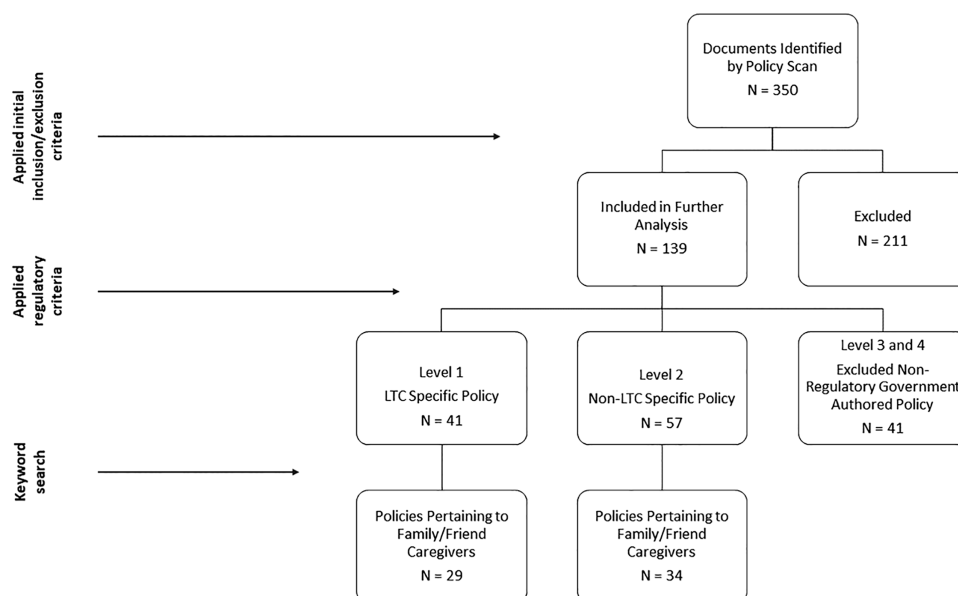 Documents Identified
by Policy Scan
N = 350
Applied initial
inclusion/exclusion
criteria
Included in Further
Analysis
N = 139
Excluded
N = 211
Applied
regulatory
criteria
Level 1
LTC Specific Policy
N = 41
Level 2
Non-LTC Specific Policy
N = 57
Level 3 and 4
Excluded Non-
Regulatory Government
Authored Policy
N = 41
Keyword
search
Policies Pertaining to
Family/Friend
Caregivers
N = 29
Policies Pertaining to
Family/Friend
Caregivers
N = 34